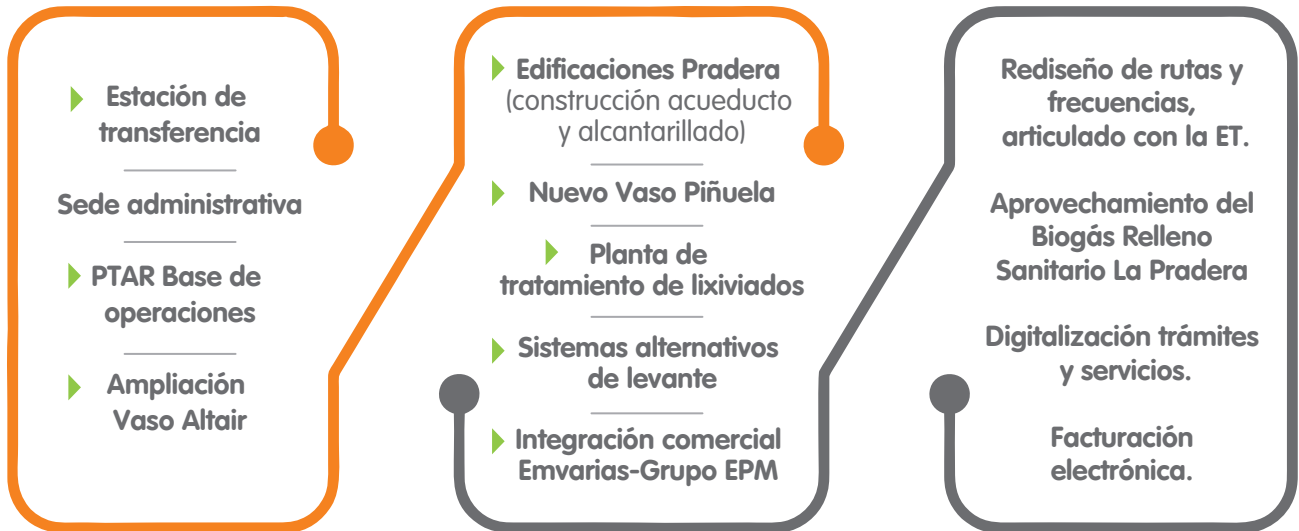 Estación de
transferencia
Sede administrativa
PTAR Base de
operaciones
Ampliación
Vaso Altair
Edificaciones Pradera
(construcción acueducto
y alcantarillado)
Nuevo Vaso Piñuela
Planta de
tratamiento de lixiviados
Sistemas alternativos
de levante
Integración comercial
Emvarias-Grupo EPM
Rediseño de rutas y
frecuencias,
articulado con la ET.
Aprovechamiento del
Biogás Relleno
Sanitario La Pradera
Digitalización trámites
y servicios.
Facturación
electrónica.